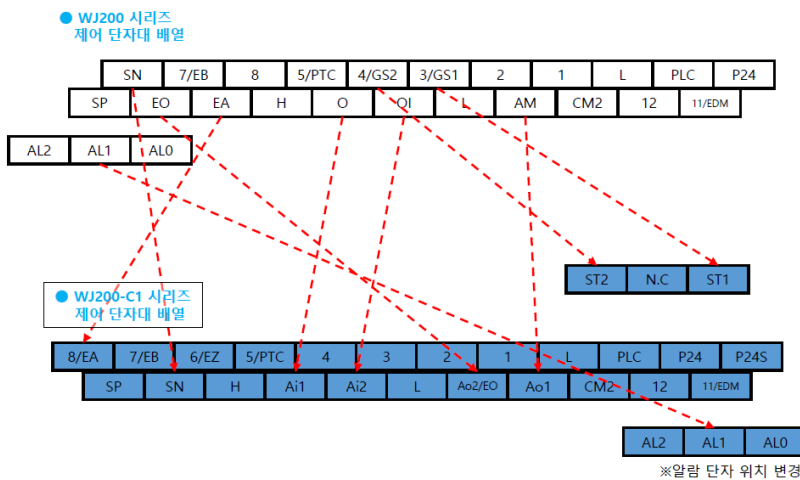 ● WJ200 시리즈
제어 단자대 배열
SN 7/EB 8 5/PTC 4/GS2 3/GS1 2 1 L PLC P24
SP EO EA H O OI L AM CM2 12 11/EDM
AL2 AL1 AL0
ST2 N.C ST1
● WJ200-C1 시리즈
제어 단자대 배열
8/EA 7/EB 6/EZ 5/PTC 4 3 2 1 L PLC P24 P24S
SP SN H Ai1 Ai2 L Ao2/EO Ao1 CM2 12 11/EDM
AL2 AL1 AL0
※알람 단자 위치 변경